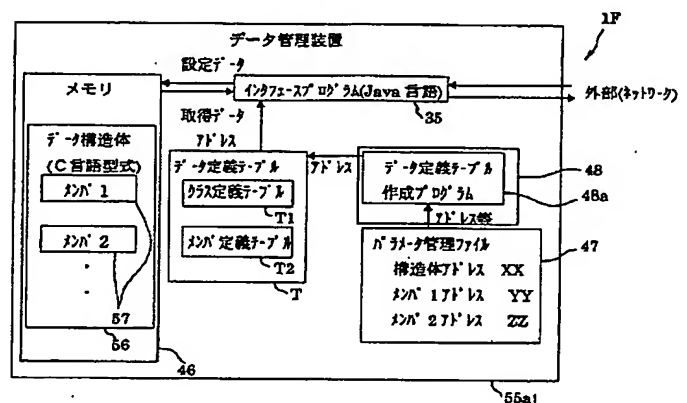 1F
データ管理装置
設定データ
メモリ
インタフェースプログラム(Java 言語)
外部(ネットワーク)
35
取得データ
アドレス
データ構造体
(C 言語型式)
メンバ 1
メンバ 2
・
・
57
56
46
データ定義テーブル
クラス定義テーブル
T1
メンバ定義テーブル
T2
T
アドレス
データ定義テーブル
作成プログラム
48
48a
アドレス等
パラメータ管理ファイル
47
構造体アドレス XX
メンバ 1アドレス YY
メンバ 2アドレス ZZ
55a1